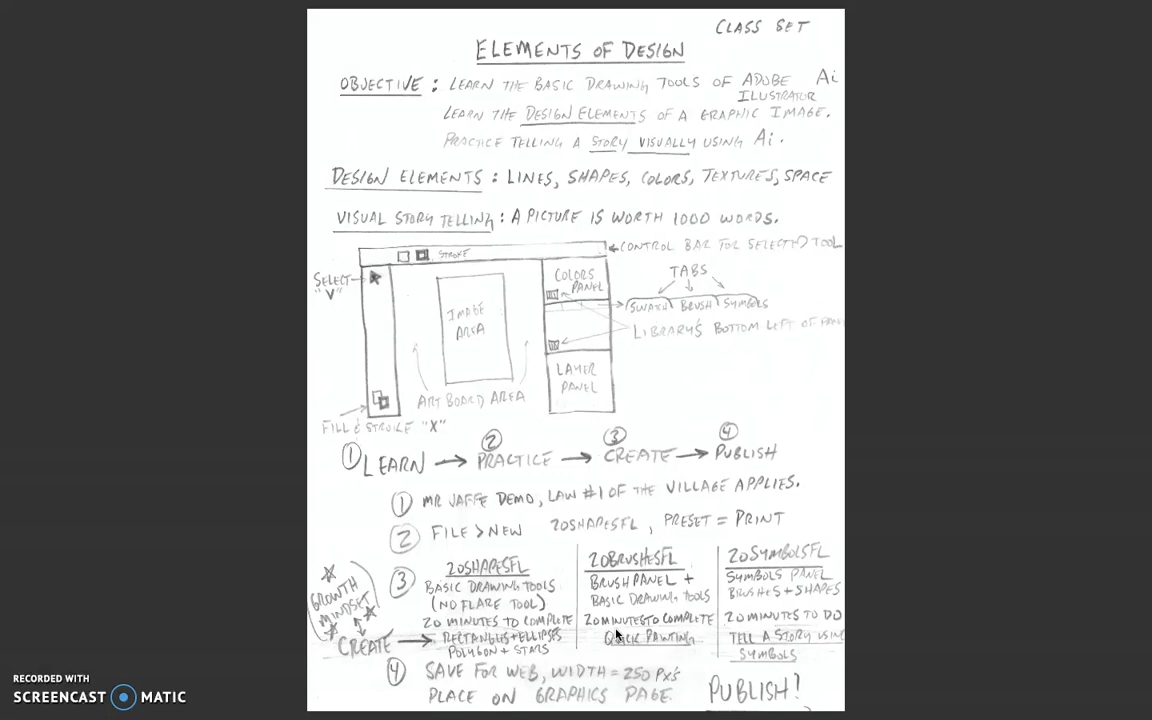 CLASS SET
ELEMENTS OF DESIGN
OBJECTIVE : LEARN THE BASIC DRAWING TOOLS OF ADOBE Ai
ILUSTRATOR
LEARN THE DESIGN ELEMENTS OF A GRAPHIC IMAGE.
PRACTICE TELLING A STORY VISUALLY USING Ai.
DESIGN ELEMENTS : LINES, SHAPES, COLORS, TEXTURES, SPACE
VISUAL STORY TELLING : A PICTURE IS WORTH 1000 WORDS.
STROKE
CONTROL BAR FOR SELECTED TOOL
SELECT
"V"
COLORS
PANEL
TABS
SWATCH BRUSH SYMBOLS
IMAGE
AREA
LIBRARY'S BOTTOM LEFT OF
LAYER
PANEL
ART BOARD AREA
FILL & STROKE "X"
① LEARN → ② PRACTICE → ③ CREATE → ④ PUBLISH
① MR JAFFE DEMO, LAW #1 OF THE VILLAGE APPLIES.
② FILE > NEW 20SHAPESFL, PRESET = PRINT
③ 20SHAPESFL
BASIC DRAWING TOOLS
(NO FLARE TOOL)
20 MINUTES TO COMPLETE
RECTANGLES + ELLIPSES
POLYGON + STARS
20BRUSHESFL
BRUSH PANEL +
BASIC DRAWING TOOLS
20 MINUTES TO COMPLETE
QUICK PAINTING
20SYMBOLSFL
SYMBOLS PANEL
BRUSHES + SHAPES
20 MINUTES TO DO
TELL A STORY USING
SYMBOLS
GROWTH
MINDSET
CREATE →
④ SAVE FOR WEB, WIDTH = 250 PX'S
PLACE ON GRAPHICS PAGE.
PUBLISH!
RECORDED WITH
SCREENCAST MATIC